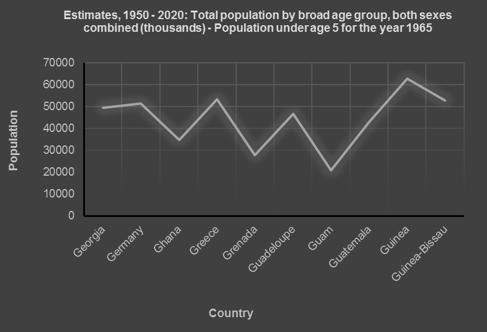 Estimates, 1950 - 2020: Total population by broad age group, both sexes
combined (thousands) - Population under age 5 for the year 1965
Population
70000
60000
50000
40000
30000
20000
10000
0
Georgia
Germany
Ghana
Greece
Grenada
Guadeloupe
Guam
Guatemala
Guinea
Guinea-Bissau
Country